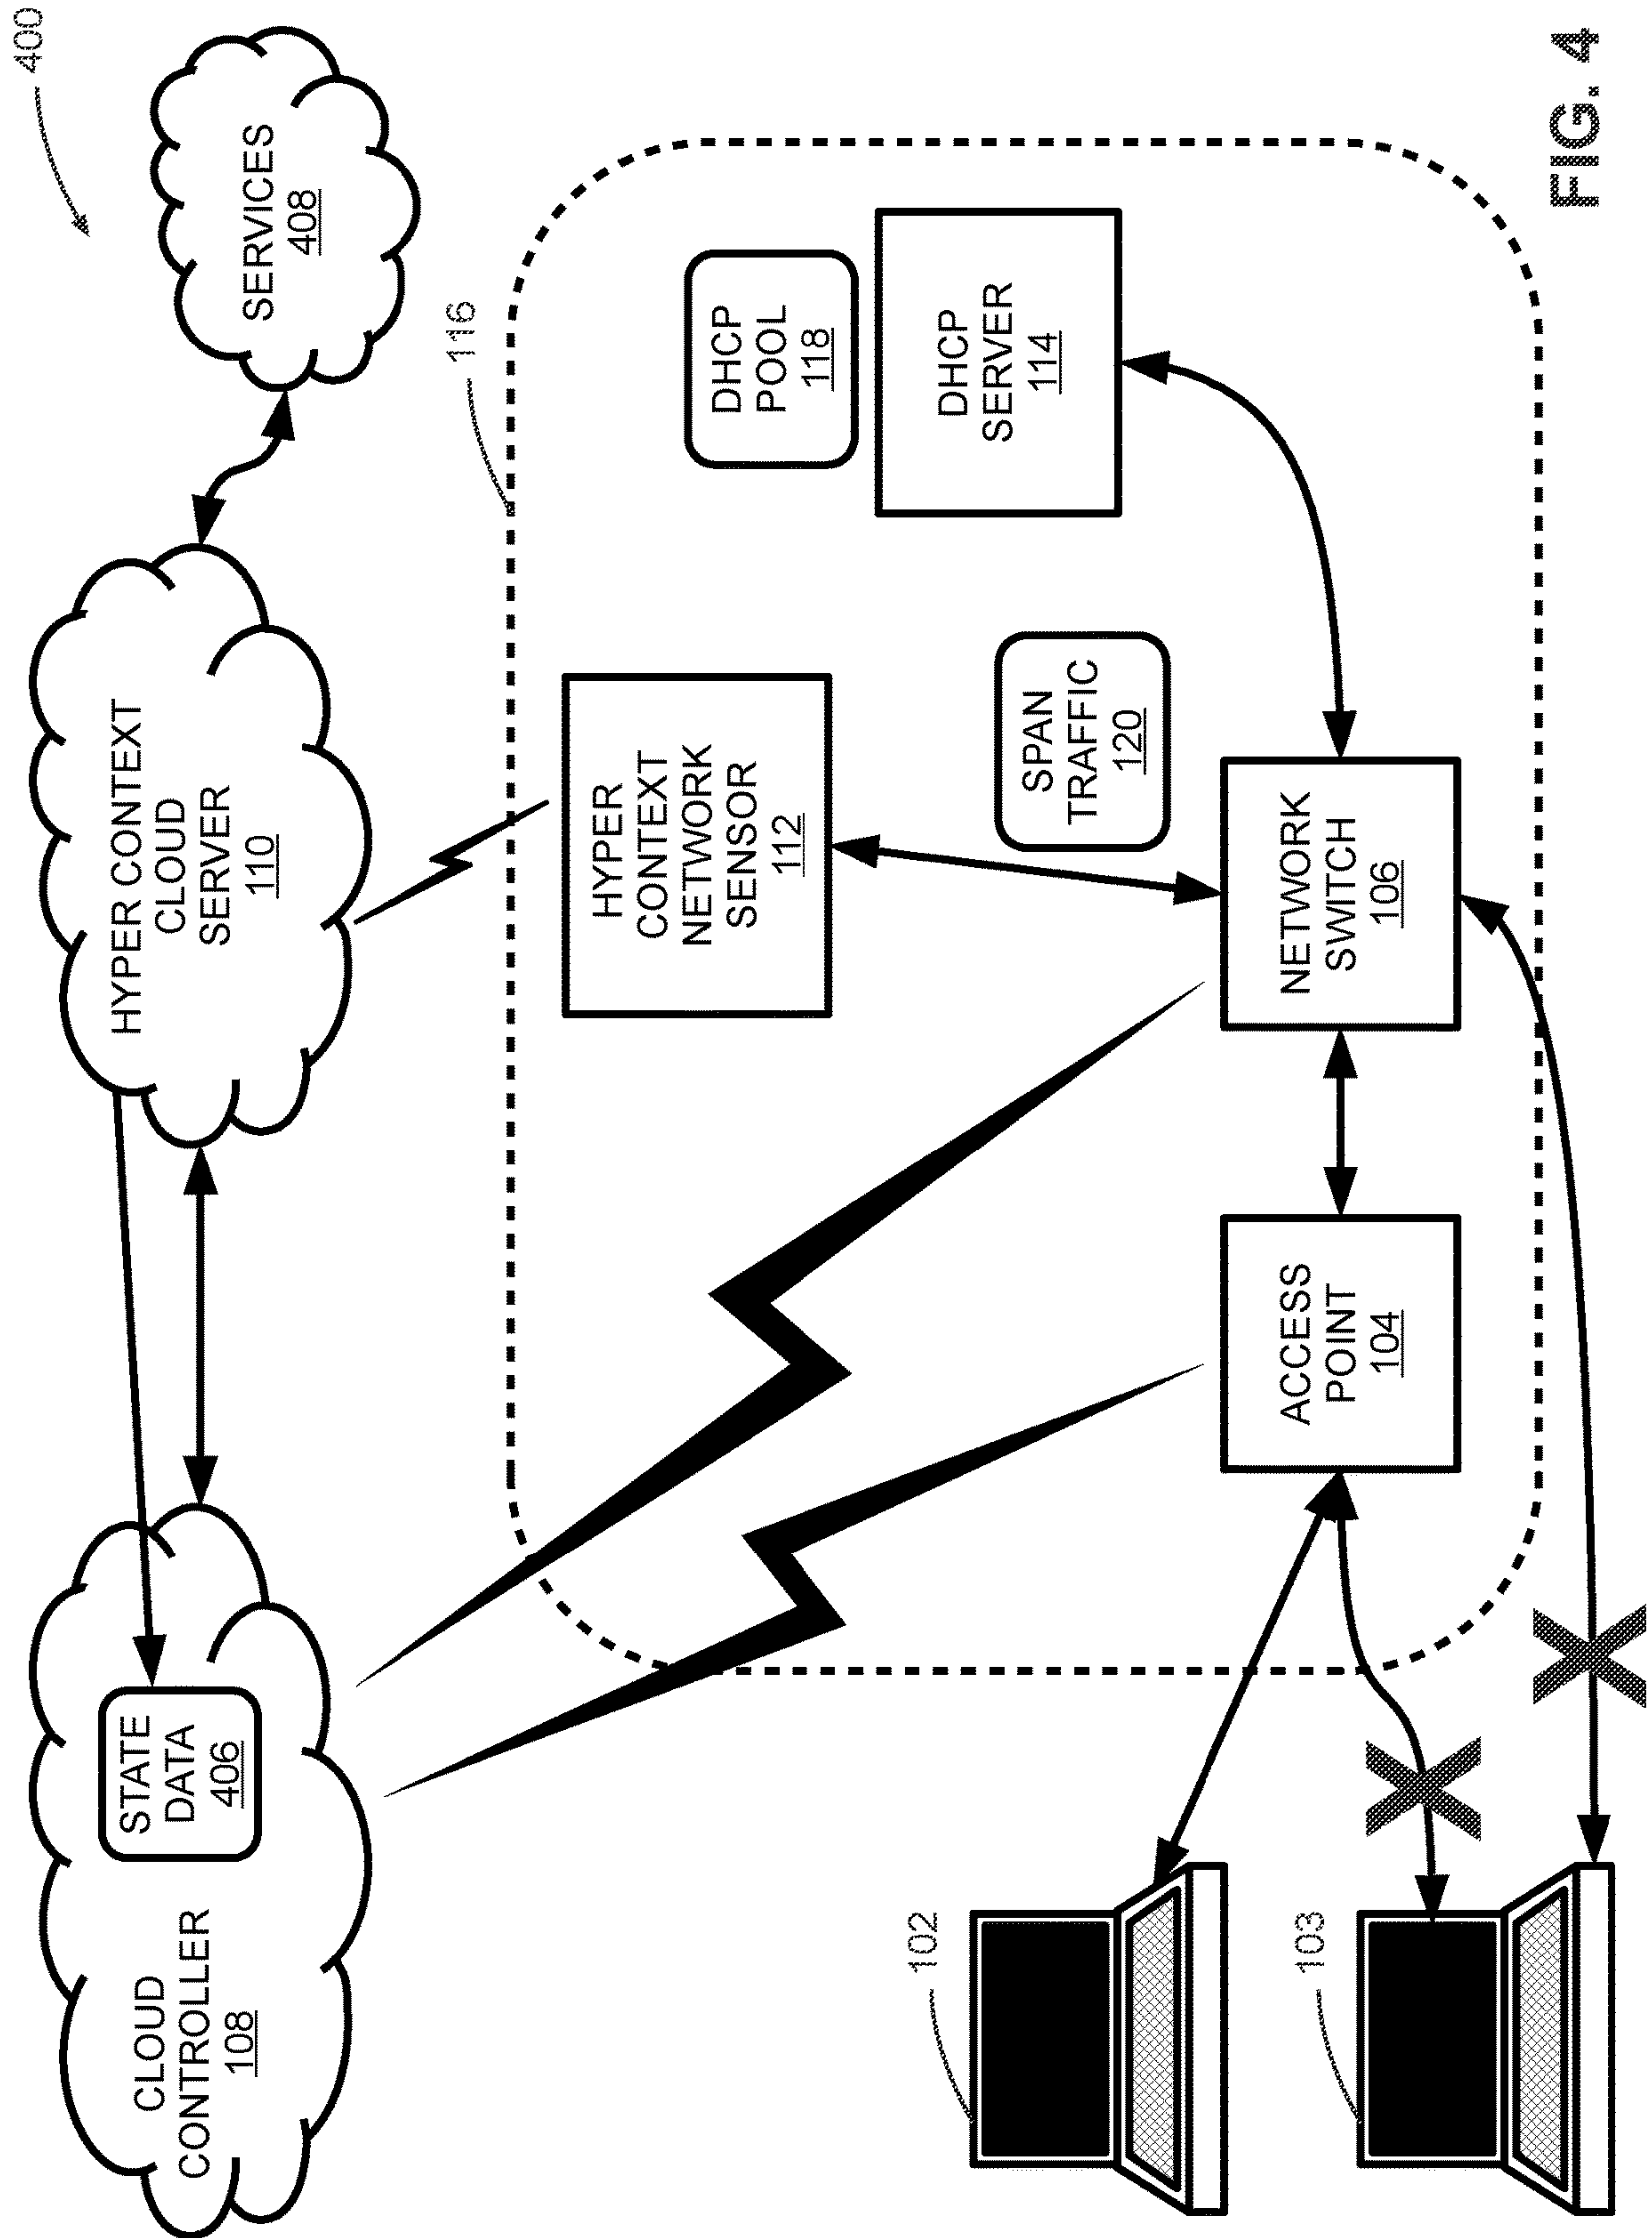 400
CLOUD
CONTROLLER
108
STATE
DATA
406
HYPER CONTEXT
CLOUD
SERVER
110
SERVICES
408
116
HYPER
CONTEXT
NETWORK
SENSOR
112
DHCP
POOL
118
DHCP
SERVER
114
SPAN
TRAFFIC
120
ACCESS
POINT
104
NETWORK
SWITCH
106
102
103
FIG. 4